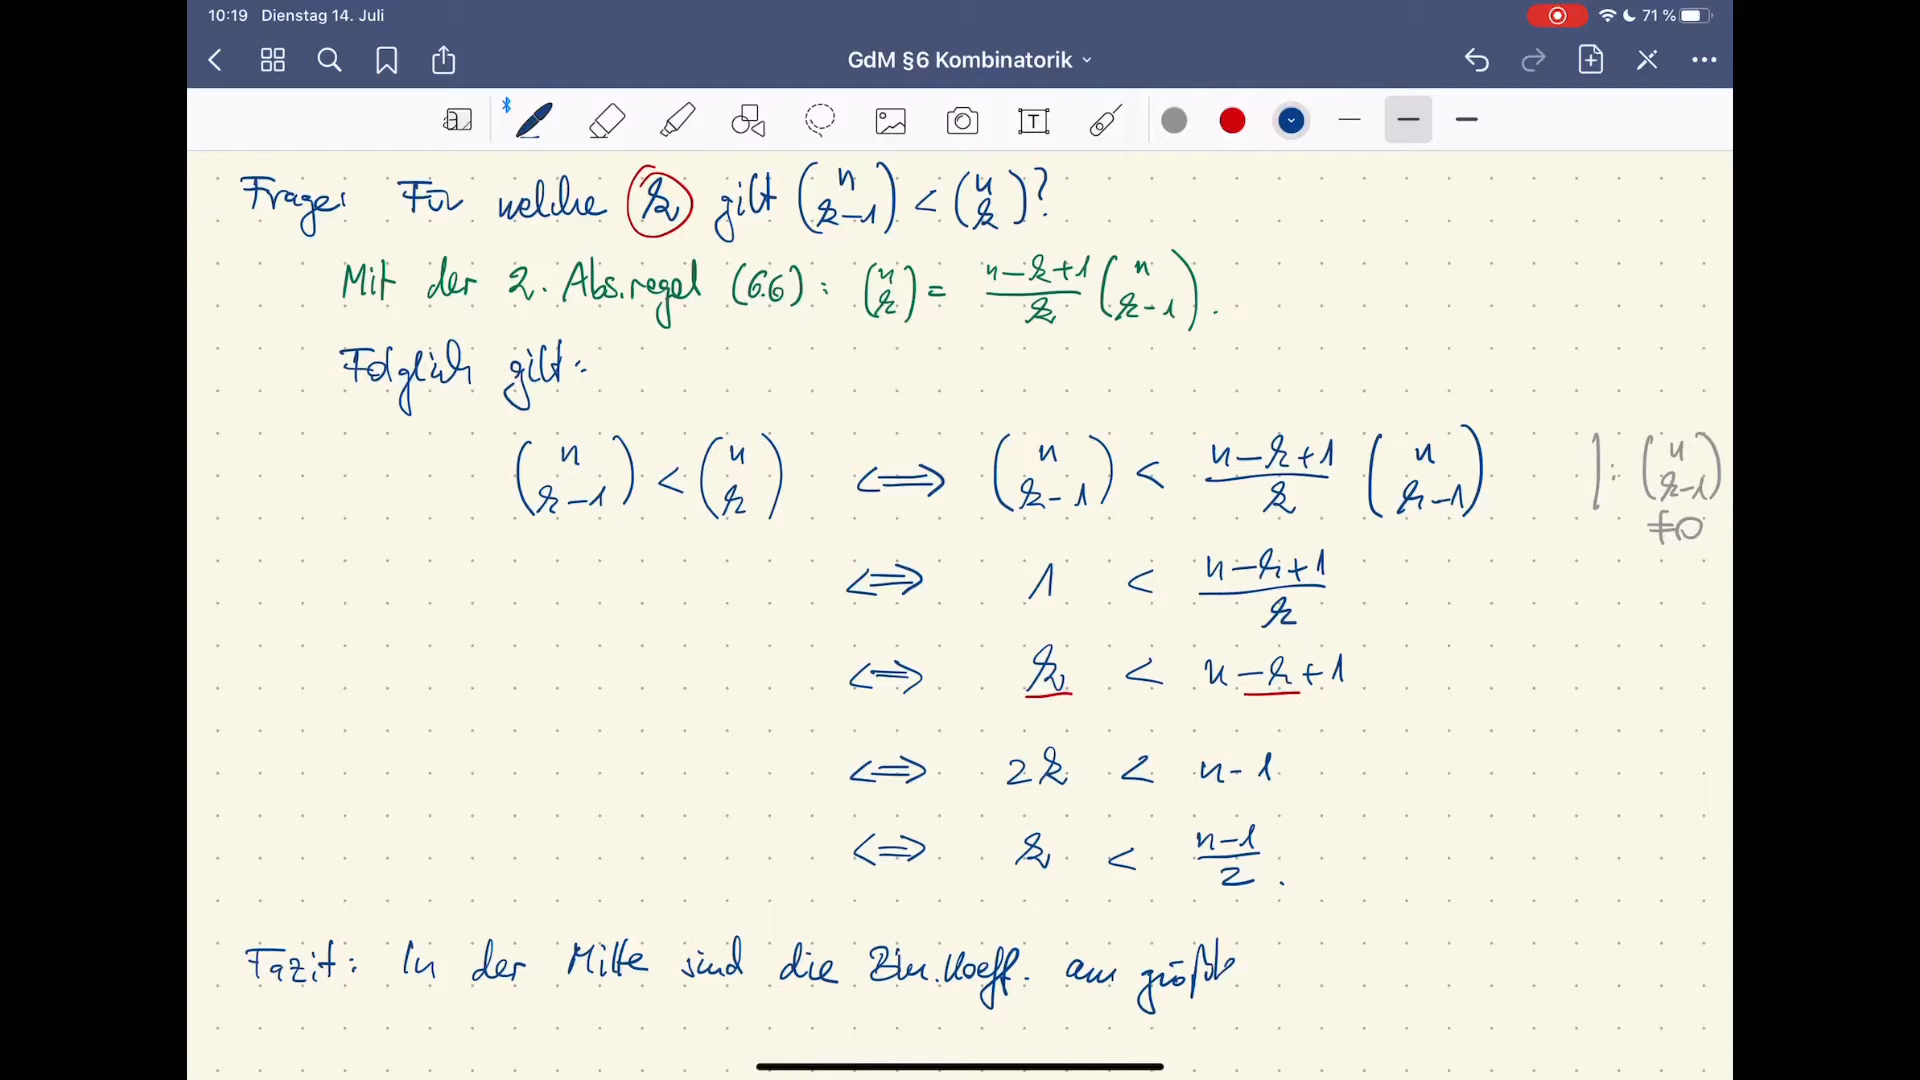 10:19 Dienstag 14. Juli 71 %
GdM §6 Kombinatorik
Frage: Für welche k gilt (n über k-1) < (n über k)?
Mit der 2. Abs.regel (6.6): (n über k) = (n-k+1)/k (n über k-1).
Folglich gilt:
(n über k-1) < (n über k) ⟺ (n über k-1) < (n-k+1)/k (n über k-1) | : (n über k-1) ≠0
⟺ 1 < (n-k+1)/k
⟺ k < n-k+1
⟺ 2k < n-1
⟺ k < (n-1)/2.
Fazit: In der Mitte sind die Bin.Koeff. am größte